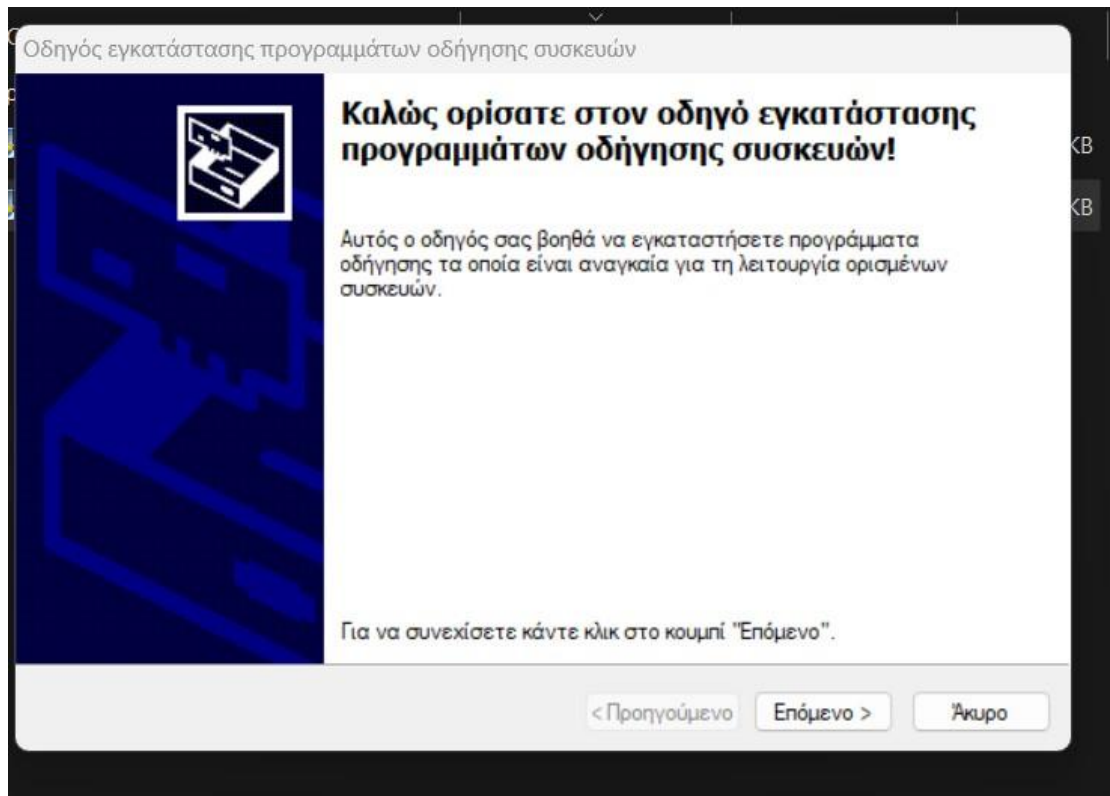 Οδηγός εγκατάστασης προγραμμάτων οδήγησης συσκευών
Καλώς ορίσατε στον οδηγό εγκατάστασης
προγραμμάτων οδήγησης συσκευών!
KB
KB
Αυτός ο οδηγός σας βοηθά να εγκαταστήσετε προγράμματα
οδήγησης τα οποία είναι αναγκαία για τη λειτουργία ορισμένων
συσκευών.
Για να συνεχίσετε κάντε κλικ στο κουμπί "Επόμενο".
< Προηγούμενο Επόμενο > Άκυρο